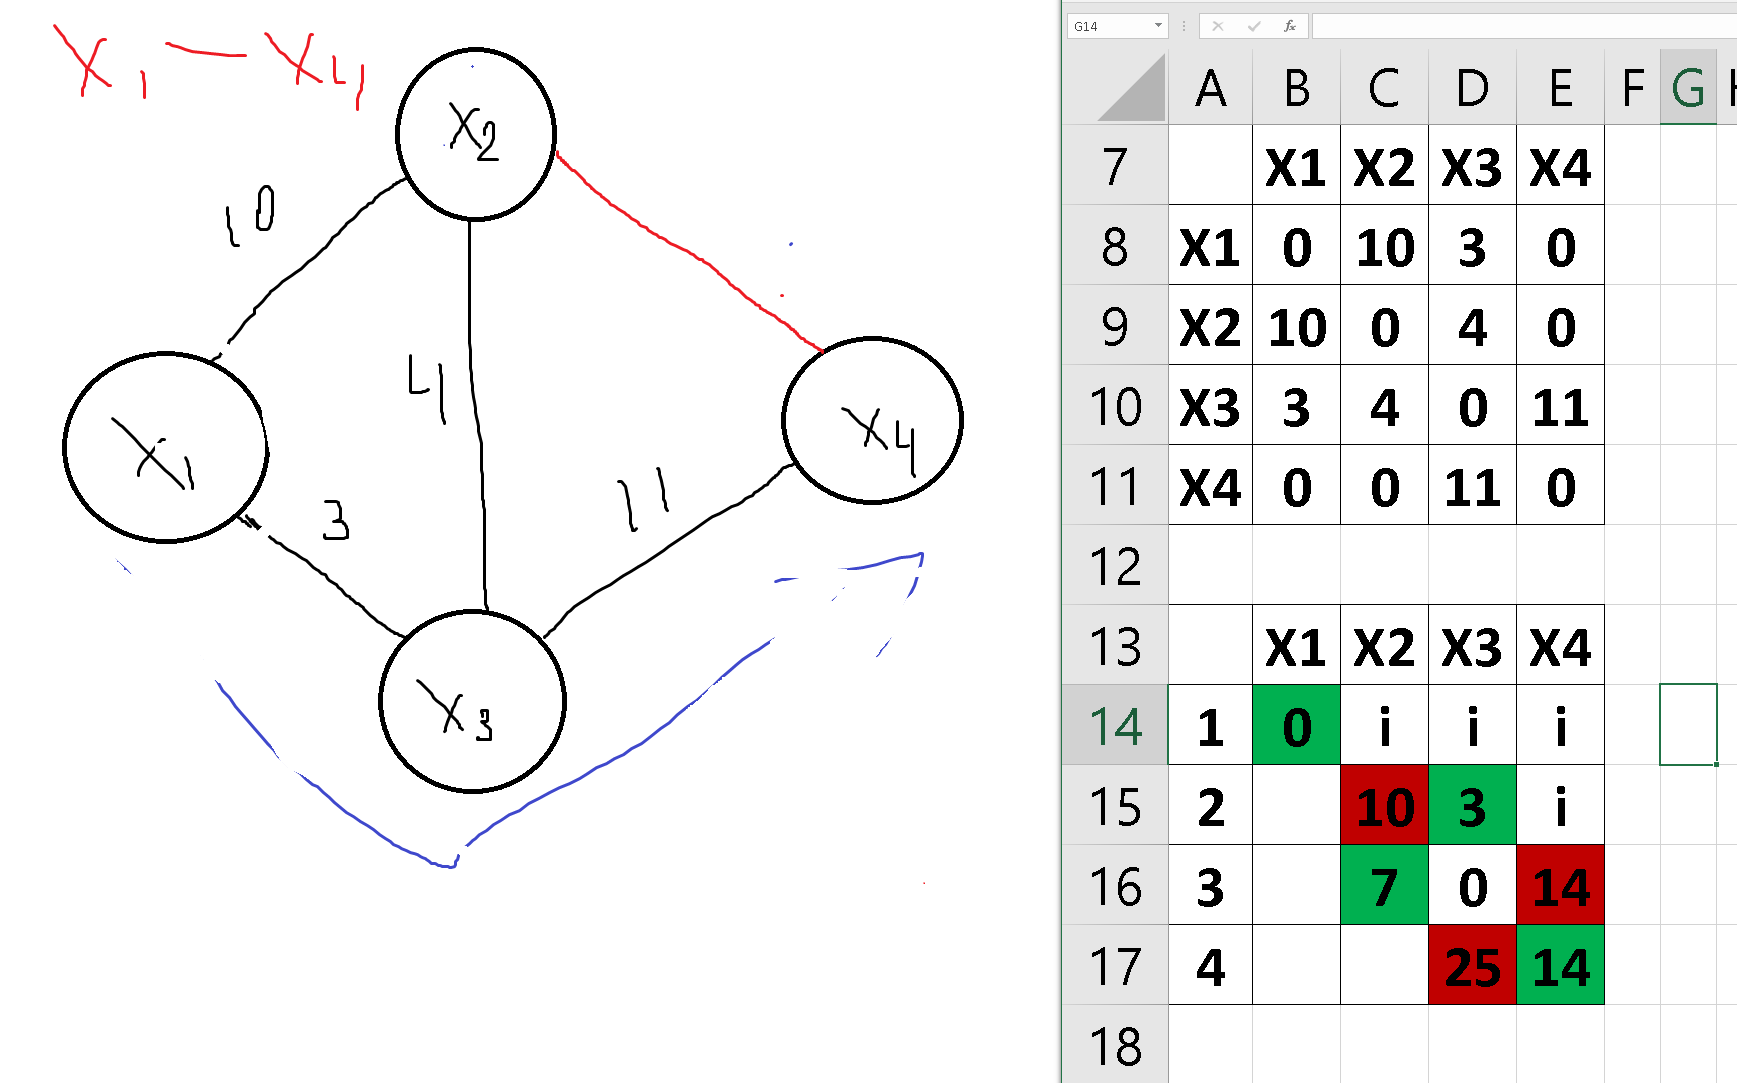 X1 — X4
X2
10
4
X1
X4
3
11
X3
G14
fx
A B C D E F G H
7 X1 X2 X3 X4
8 X1 0 10 3 0
9 X2 10 0 4 0
10 X3 3 4 0 11
11 X4 0 0 11 0
12
13 X1 X2 X3 X4
14 1 0 i i i
15 2 10 3 i
16 3 7 0 14
17 4 25 14
18